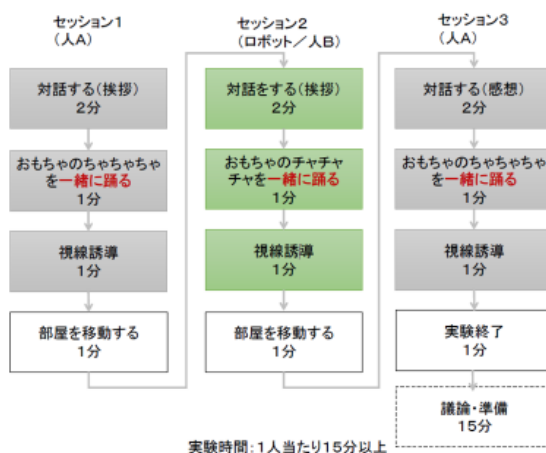 セッション1
(人A)
対話する(挨拶)
2分
おもちゃのちゃちゃちゃ
を一緒に踊る
1分
視線誘導
1分
部屋を移動する
1分
セッション2
(ロボット/人B)
対話をする(挨拶)
2分
おもちゃのチャチャ
チャを一緒に踊る
1分
視線誘導
1分
部屋を移動する
1分
セッション3
(人A)
対話する(感想)
2分
おもちゃのちゃちゃちゃ
を一緒に踊る
1分
視線誘導
1分
実験終了
1分
議論・準備
15分
実験時間:1人当たり15分以上